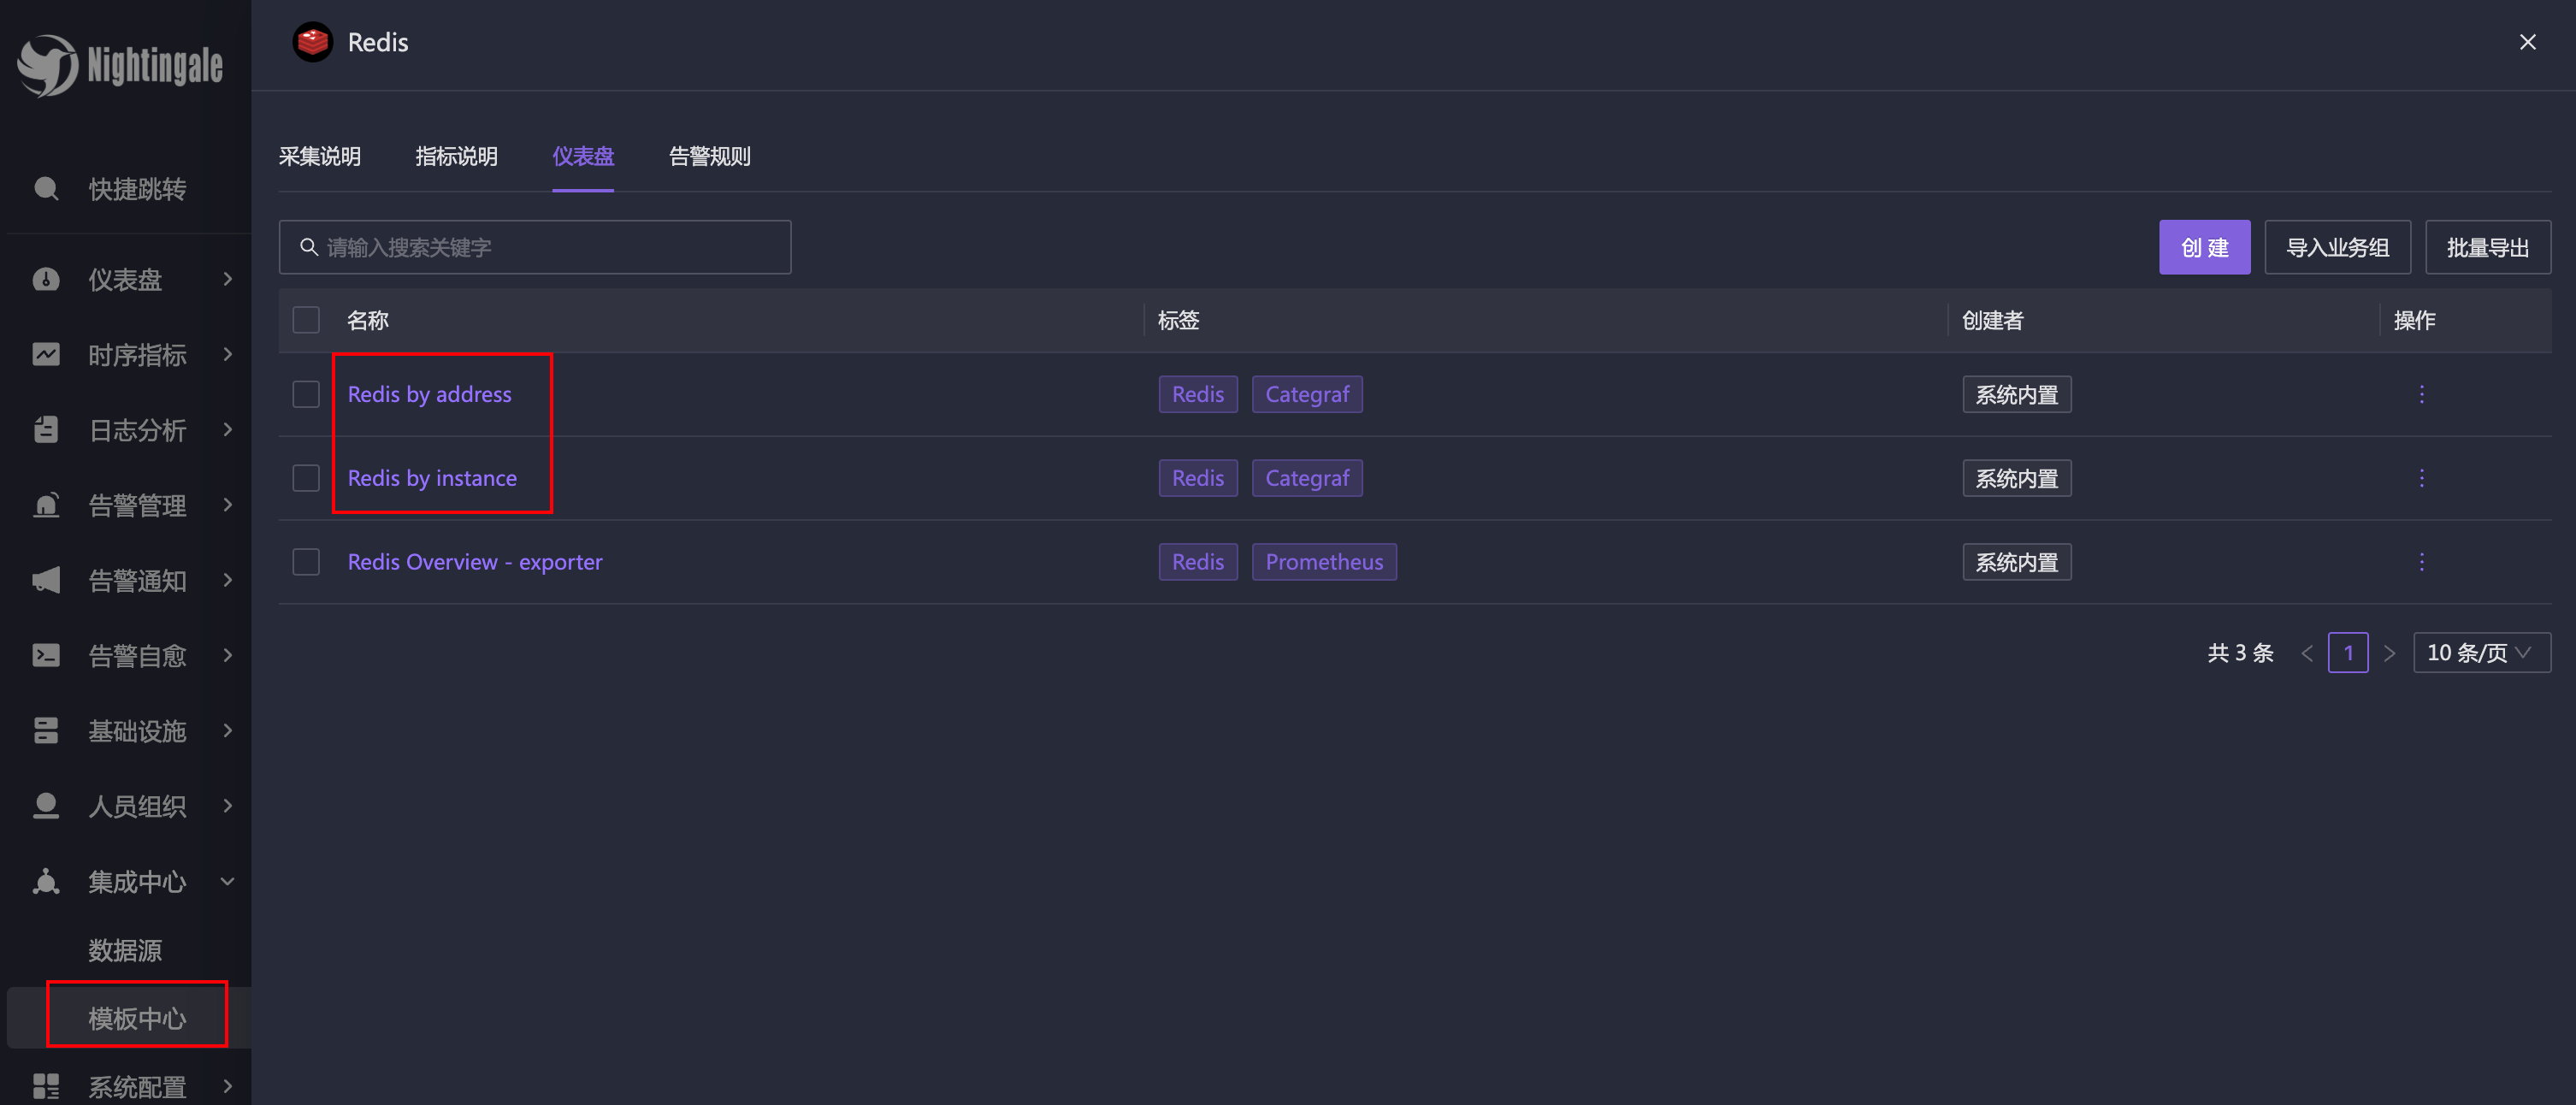 Nightingale
快捷跳转
仪表盘
时序指标
日志分析
告警管理
告警通知
告警自愈
基础设施
人员组织
集成中心
数据源
模板中心
系统配置
Redis
采集说明 指标说明 仪表盘 告警规则
请输入搜索关键字 创 建 导入业务组 批量导出
名称 标签 创建者 操作
Redis by address Redis Categraf 系统内置
Redis by instance Redis Categraf 系统内置
Redis Overview - exporter Redis Prometheus 系统内置
共 3 条 1 10 条/页